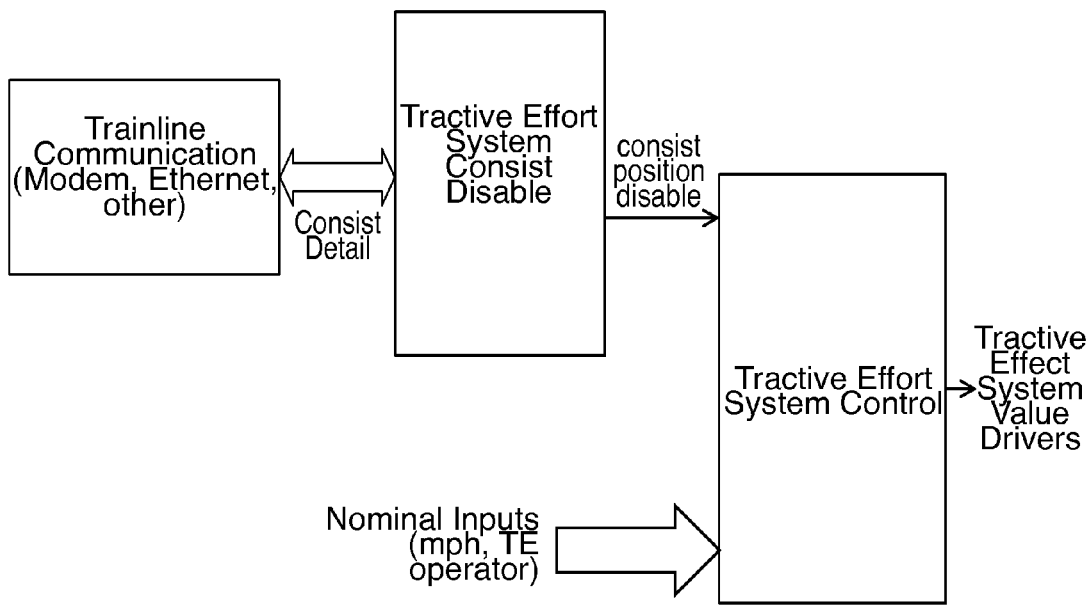 Trainline
Communication
(Modem, Ethernet,
other)
Consist
Detail
Tractive Effort
System
Consist
Disable
consist
position
disable
Tractive Effort
System Control
Tractive
Effect
System
Value
Drivers
Nominal Inputs
(mph, TE
operator)